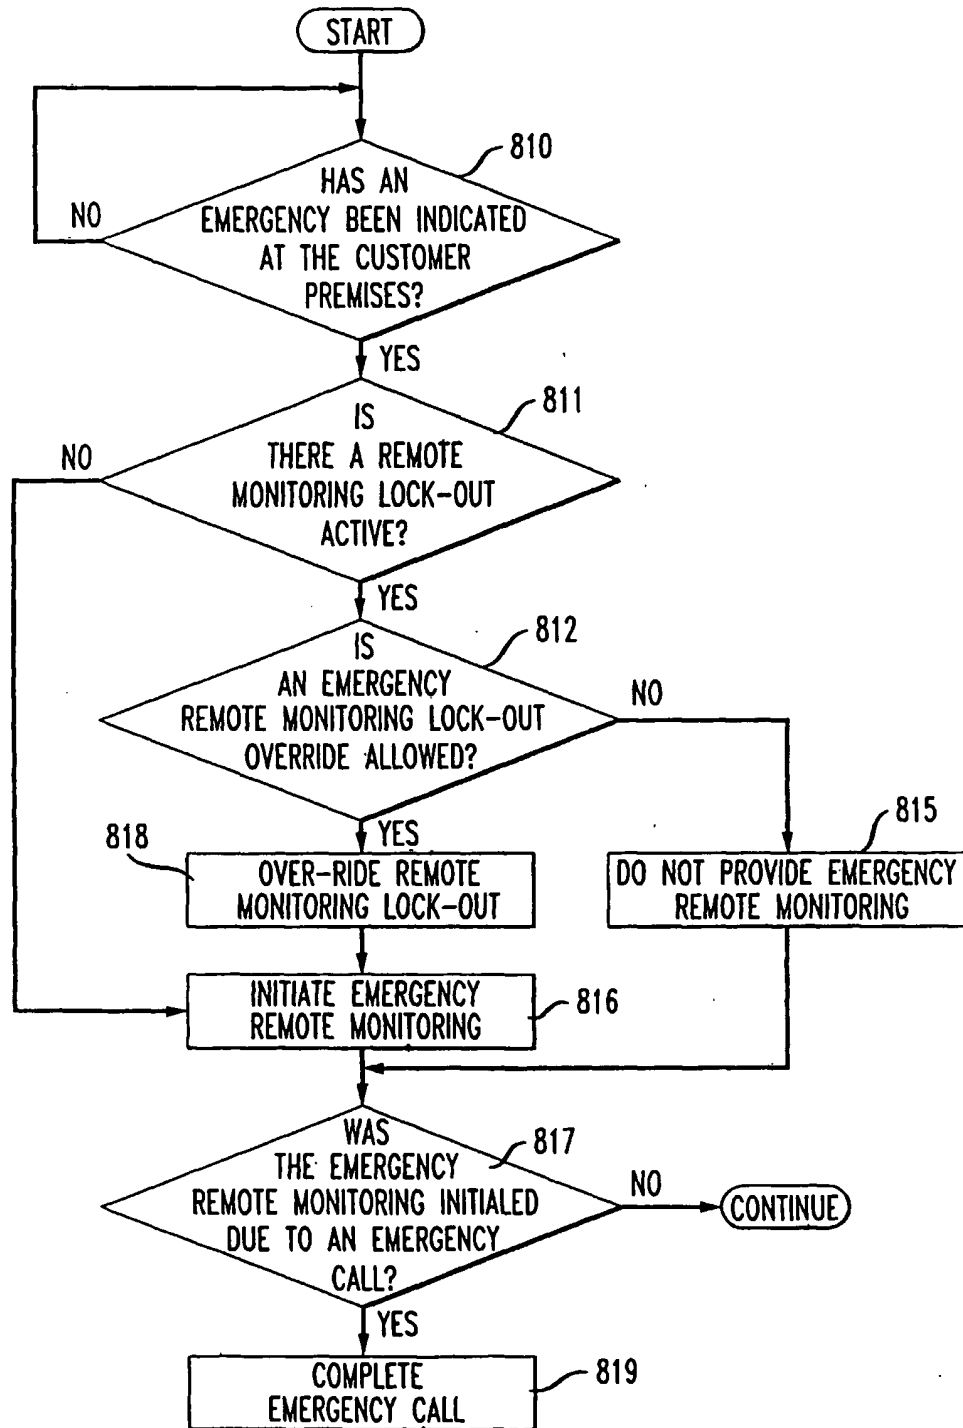 START
810
HAS AN
EMERGENCY BEEN INDICATED
AT THE CUSTOMER
PREMISES?
NO
YES
811
IS
THERE A REMOTE
MONITORING LOCK-OUT
ACTIVE?
NO
YES
812
IS
AN EMERGENCY
REMOTE MONITORING LOCK-OUT
OVERRIDE ALLOWED?
NO
YES
818
OVER-RIDE REMOTE
MONITORING LOCK-OUT
815
DO NOT PROVIDE EMERGENCY
REMOTE MONITORING
INITIATE EMERGENCY
REMOTE MONITORING
816
WAS
THE EMERGENCY
REMOTE MONITORING INITIALED
DUE TO AN EMERGENCY
CALL?
817
NO
CONTINUE
YES
COMPLETE
EMERGENCY CALL
819